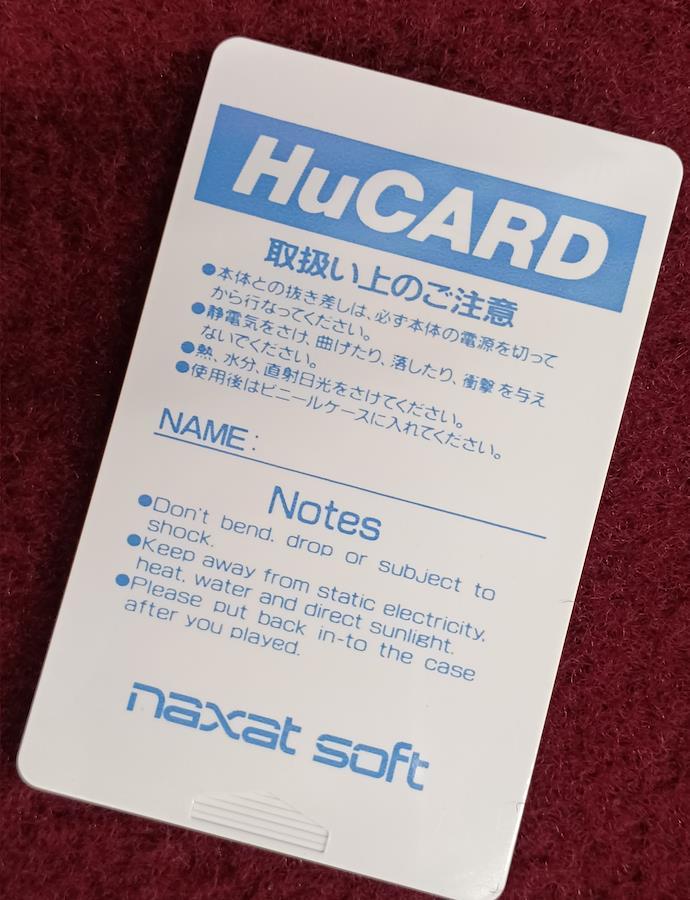 HuCARD
取扱い上のご注意
●本体との抜き差しは、必ず本体の電源を切って
から行なってください。
●静電気をさけ、曲げたり、落したり、衝撃を与え
ないでください。
●熱、水分、直射日光をさけてください。
●使用後はビニールケースに入れてください。
NAME:
Notes
●Don't bend, drop or subject to
shock.
●Keep away from static electricity,
heat, water and direct sunlight.
●Please put back in-to the case
after you played.
naxat soft